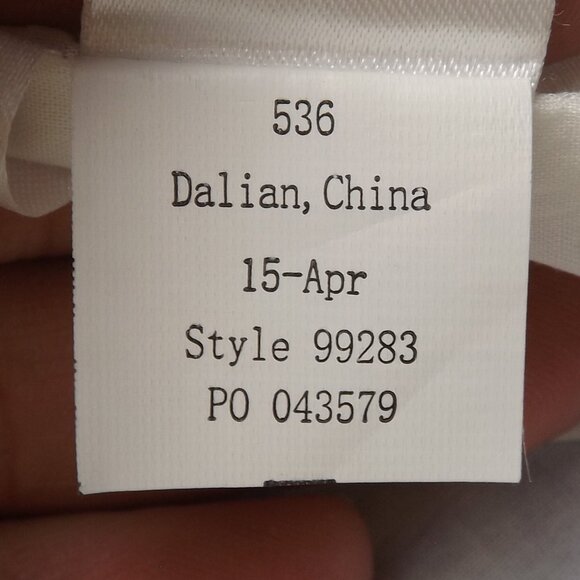 536
Dalian, China
15-Apr
Style 99283
PO 043579